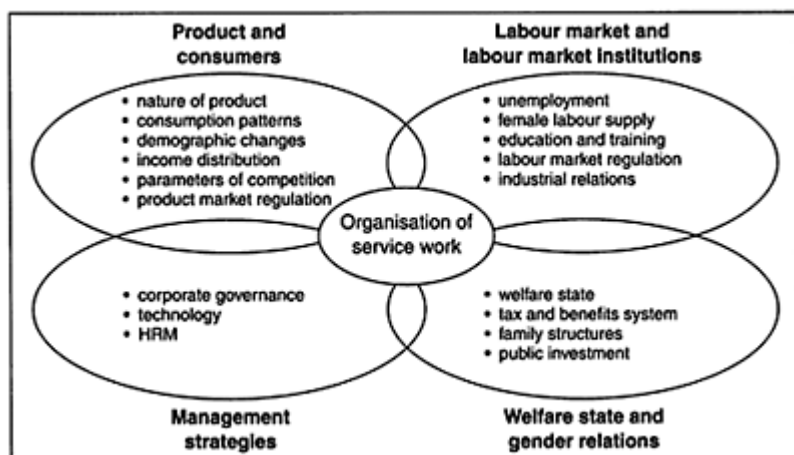 Product and
consumers
• nature of product
• consumption patterns
• demographic changes
• income distribution
• parameters of competition
• product market regulation
Labour market and
labour market institutions
• unemployment
• female labour supply
• education and training
• labour market regulation
• industrial relations
Organisation of
service work
• corporate governance
• technology
• HRM
Management
strategies
• welfare state
• tax and benefits system
• family structures
• public investment
Welfare state and
gender relations